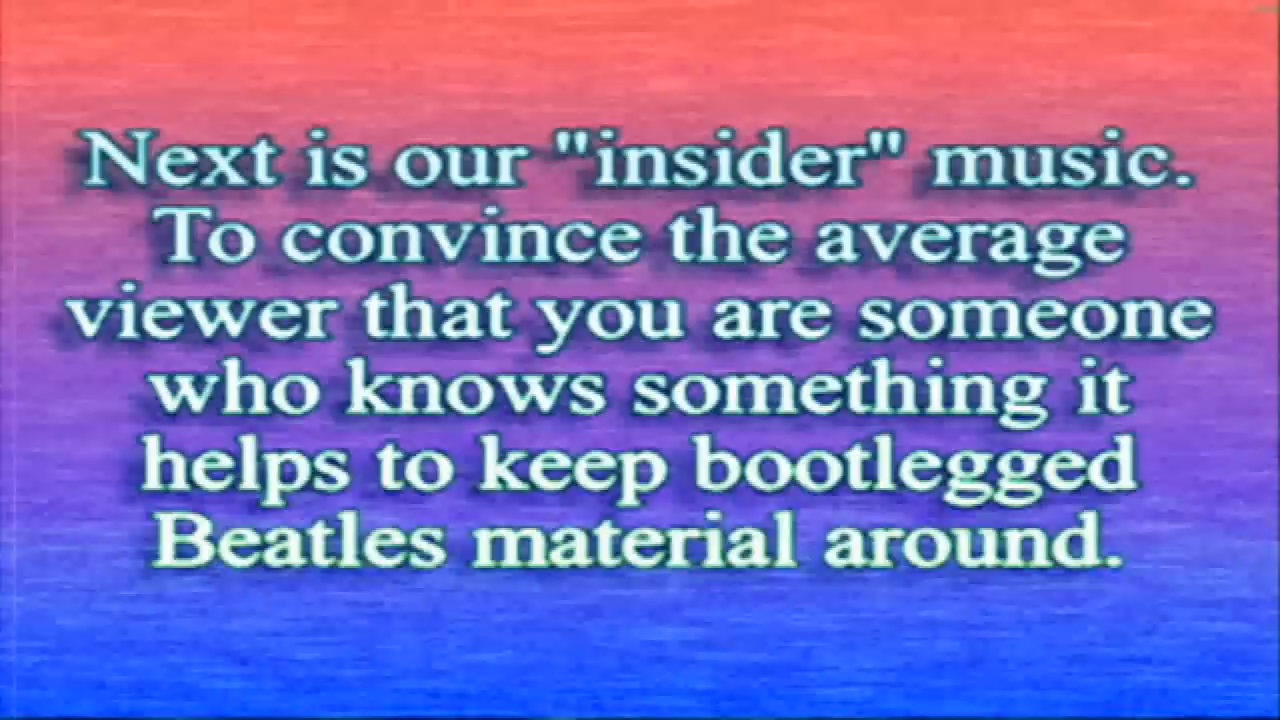 Next is our "insider" music.
To convince the average
viewer that you are someone
who knows something it
helps to keep bootlegged
Beatles material around.